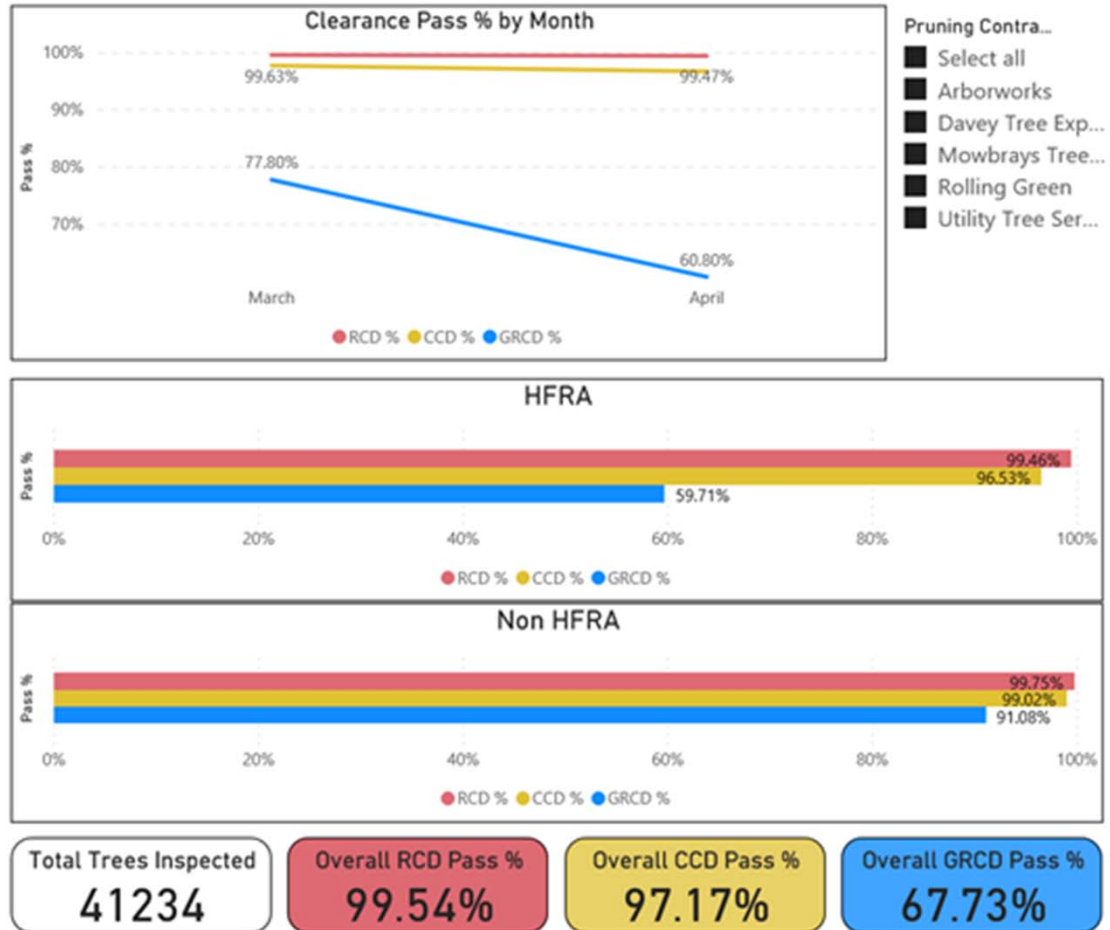 Clearance Pass % by Month
100%
90%
80%
70%
Pass %
99.63%
99.47%
77.80%
60.80%
March April
RCD % CCD % GRCD %
Pruning Contra...
Select all
Arborworks
Davey Tree Exp...
Mowbrays Tree...
Rolling Green
Utility Tree Ser...
HFRA
Pass %
99.46%
96.53%
59.71%
0% 20% 40% 60% 80% 100%
RCD % CCD % GRCD %
Non HFRA
Pass %
99.75%
99.02%
91.08%
0% 20% 40% 60% 80% 100%
RCD % CCD % GRCD %
Total Trees Inspected
41234
Overall RCD Pass %
99.54%
Overall CCD Pass %
97.17%
Overall GRCD Pass %
67.73%